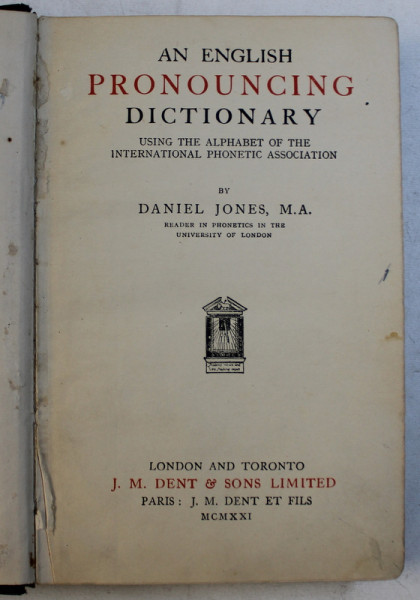 AN ENGLISH
PRONOUNCING
DICTIONARY
USING THE ALPHABET OF THE
INTERNATIONAL PHONETIC ASSOCIATION
BY
DANIEL JONES, M.A.
READER IN PHONETICS IN THE
UNIVERSITY OF LONDON
LONDON AND TORONTO
J. M. DENT & SONS LIMITED
PARIS: J. M. DENT ET FILS
MCMXXI